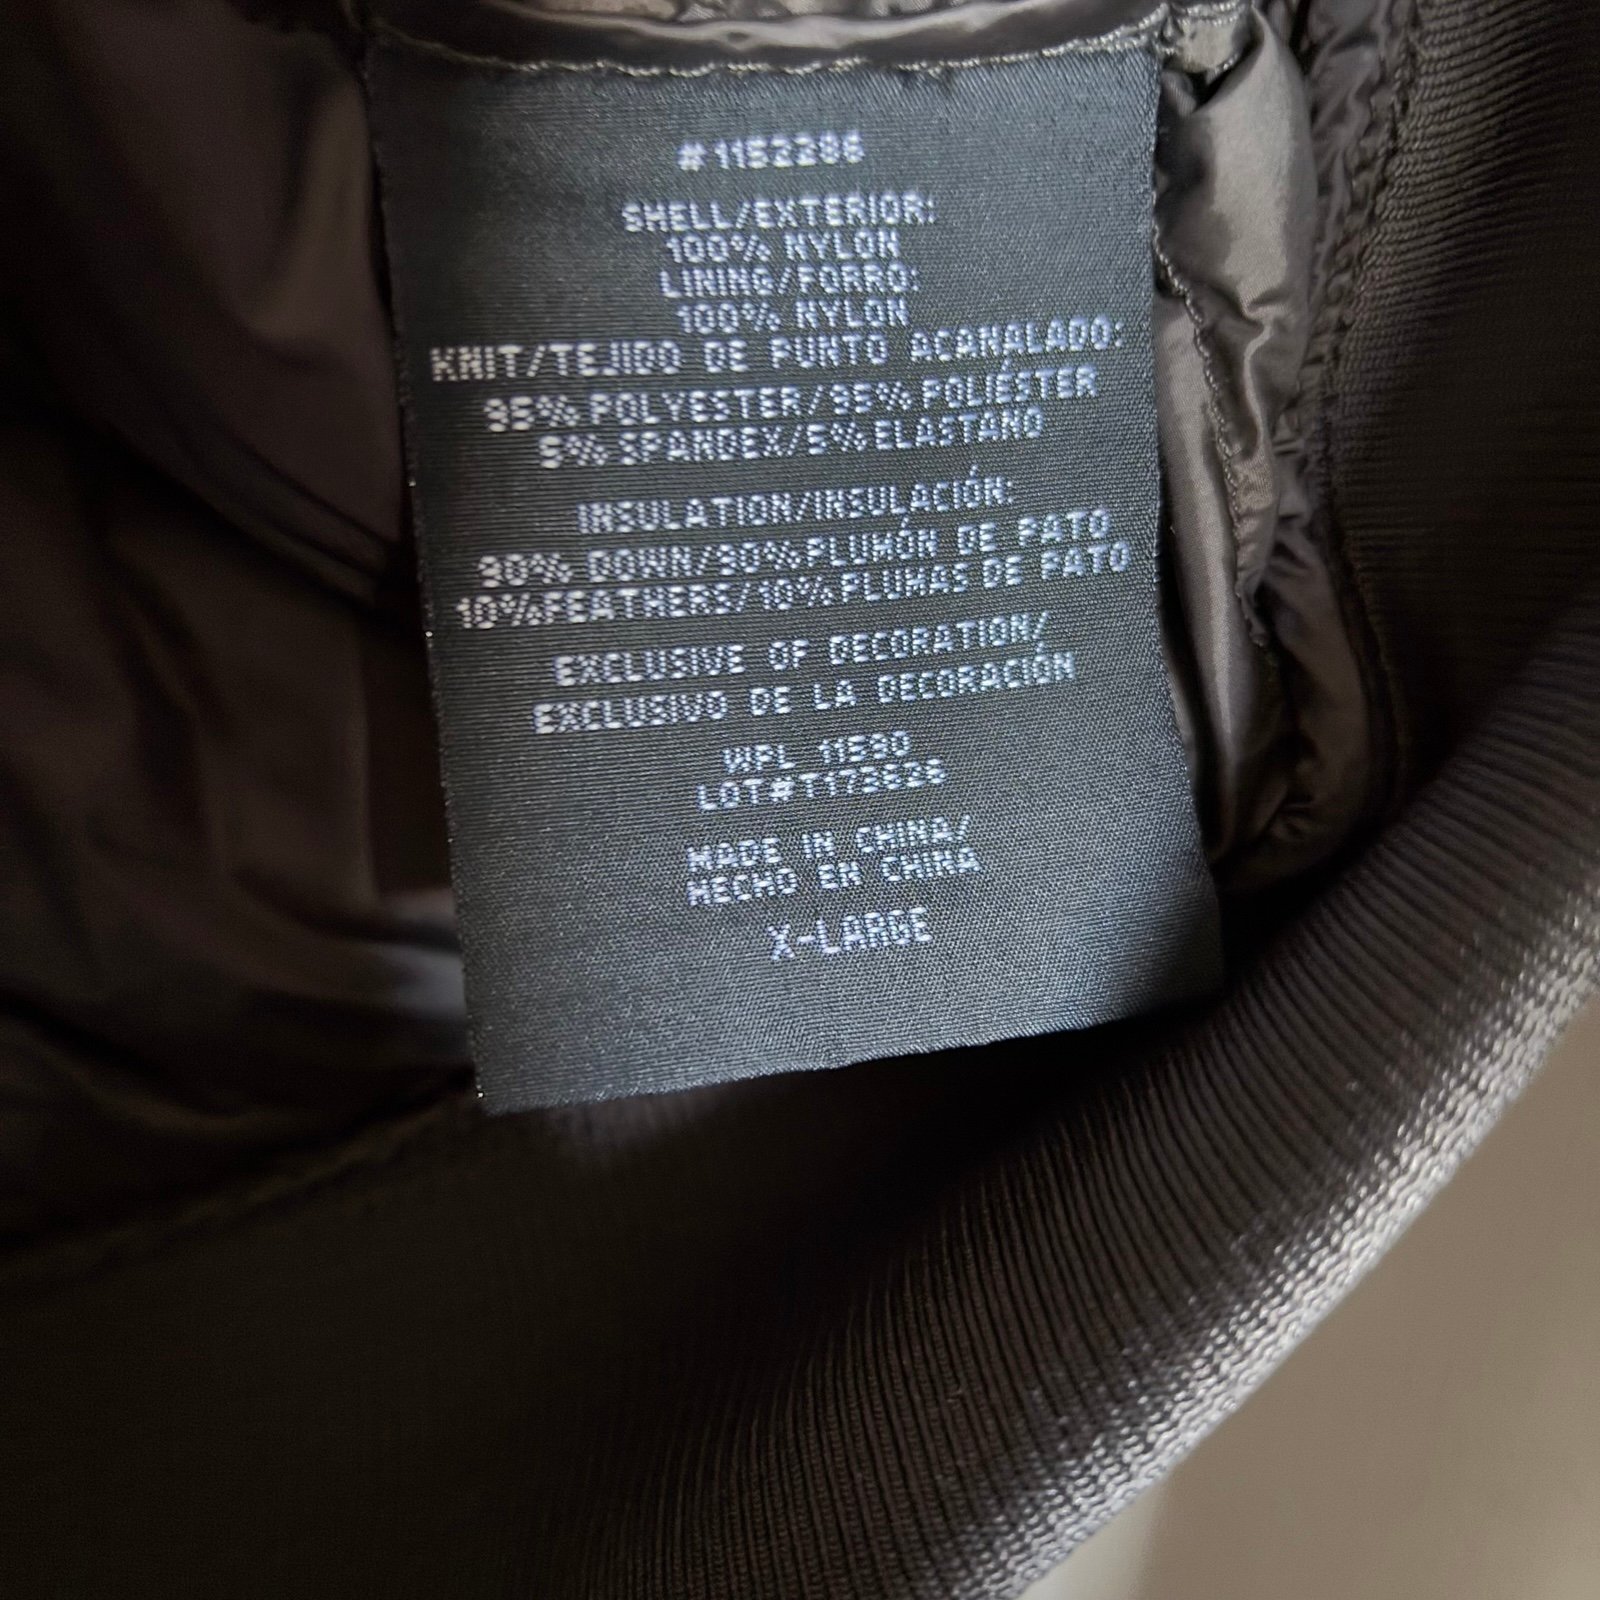 #1152286
SHELL/EXTERIOR:
100% NYLON
LINING/FORRO:
100% NYLON
KNIT/TEJIDO DE PUNTO ACANALADO:
95% POLYESTER/95% POLIÉSTER
5% SPANDEX/5% ELASTANO
INSULATION/INSULACIÓN:
90% DOWN/90% PLUMÓN DE PATO
10% FEATHERS/10% PLUMAS DE PATO
EXCLUSIVE OF DECORATION/
EXCLUSIVO DE LA DECORACIÓN
WPL 11590
LOT#
MADE IN CHINA/
HECHO EN CHINA
X-LARGE